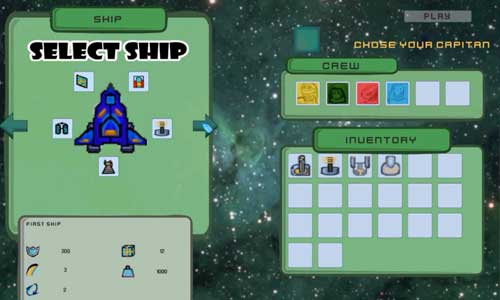 SHIP
SELECT SHIP
FIRST SHIP
200
12
3
1000
2
PLAY
CHOSE YOUR CAPITAN
CREW
INVENTORY